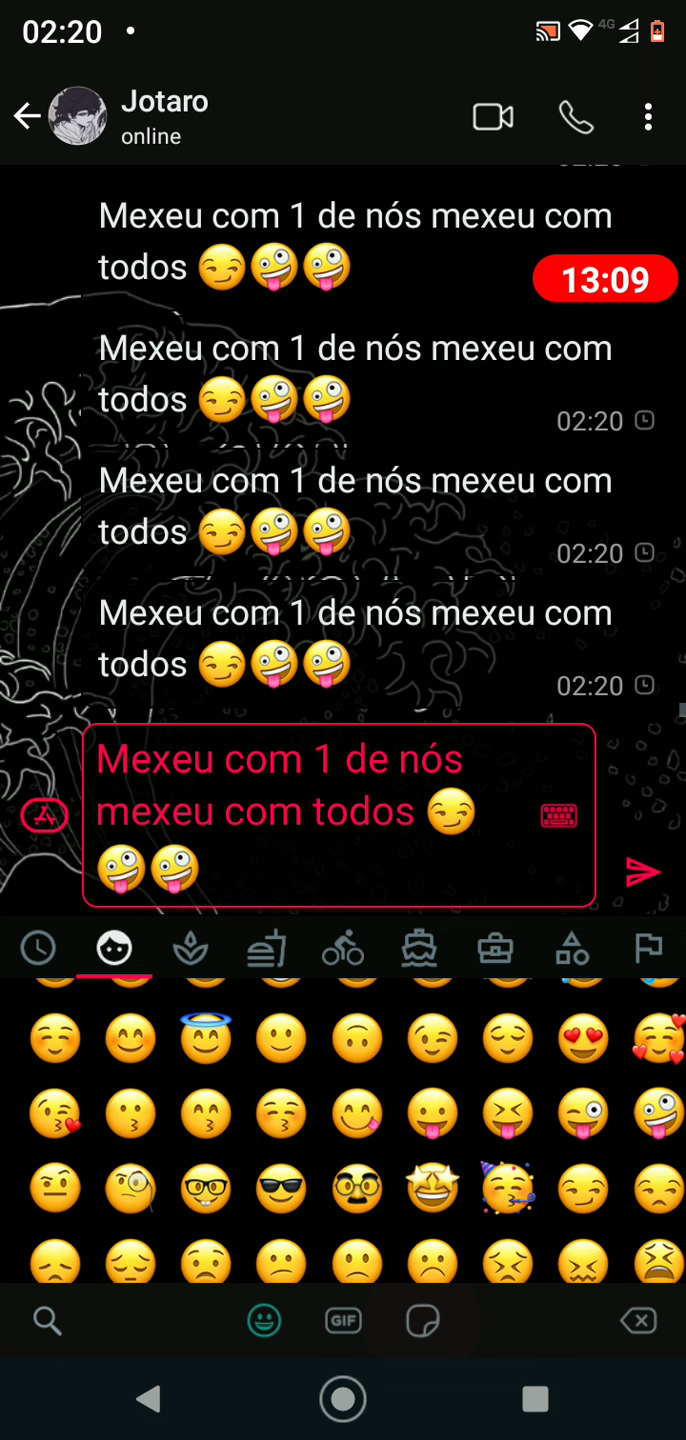 02:20
4G
Jotaro
online
Mexeu com 1 de nós mexeu com
todos 😏🤪🤪
13:09
Mexeu com 1 de nós mexeu com
todos 😏🤪🤪
02:20
Mexeu com 1 de nós mexeu com
todos 😏🤪🤪
02:20
Mexeu com 1 de nós mexeu com
todos 😏🤪🤪
02:20
Mexeu com 1 de nós
mexeu com todos 😏
🤪🤪
GIF